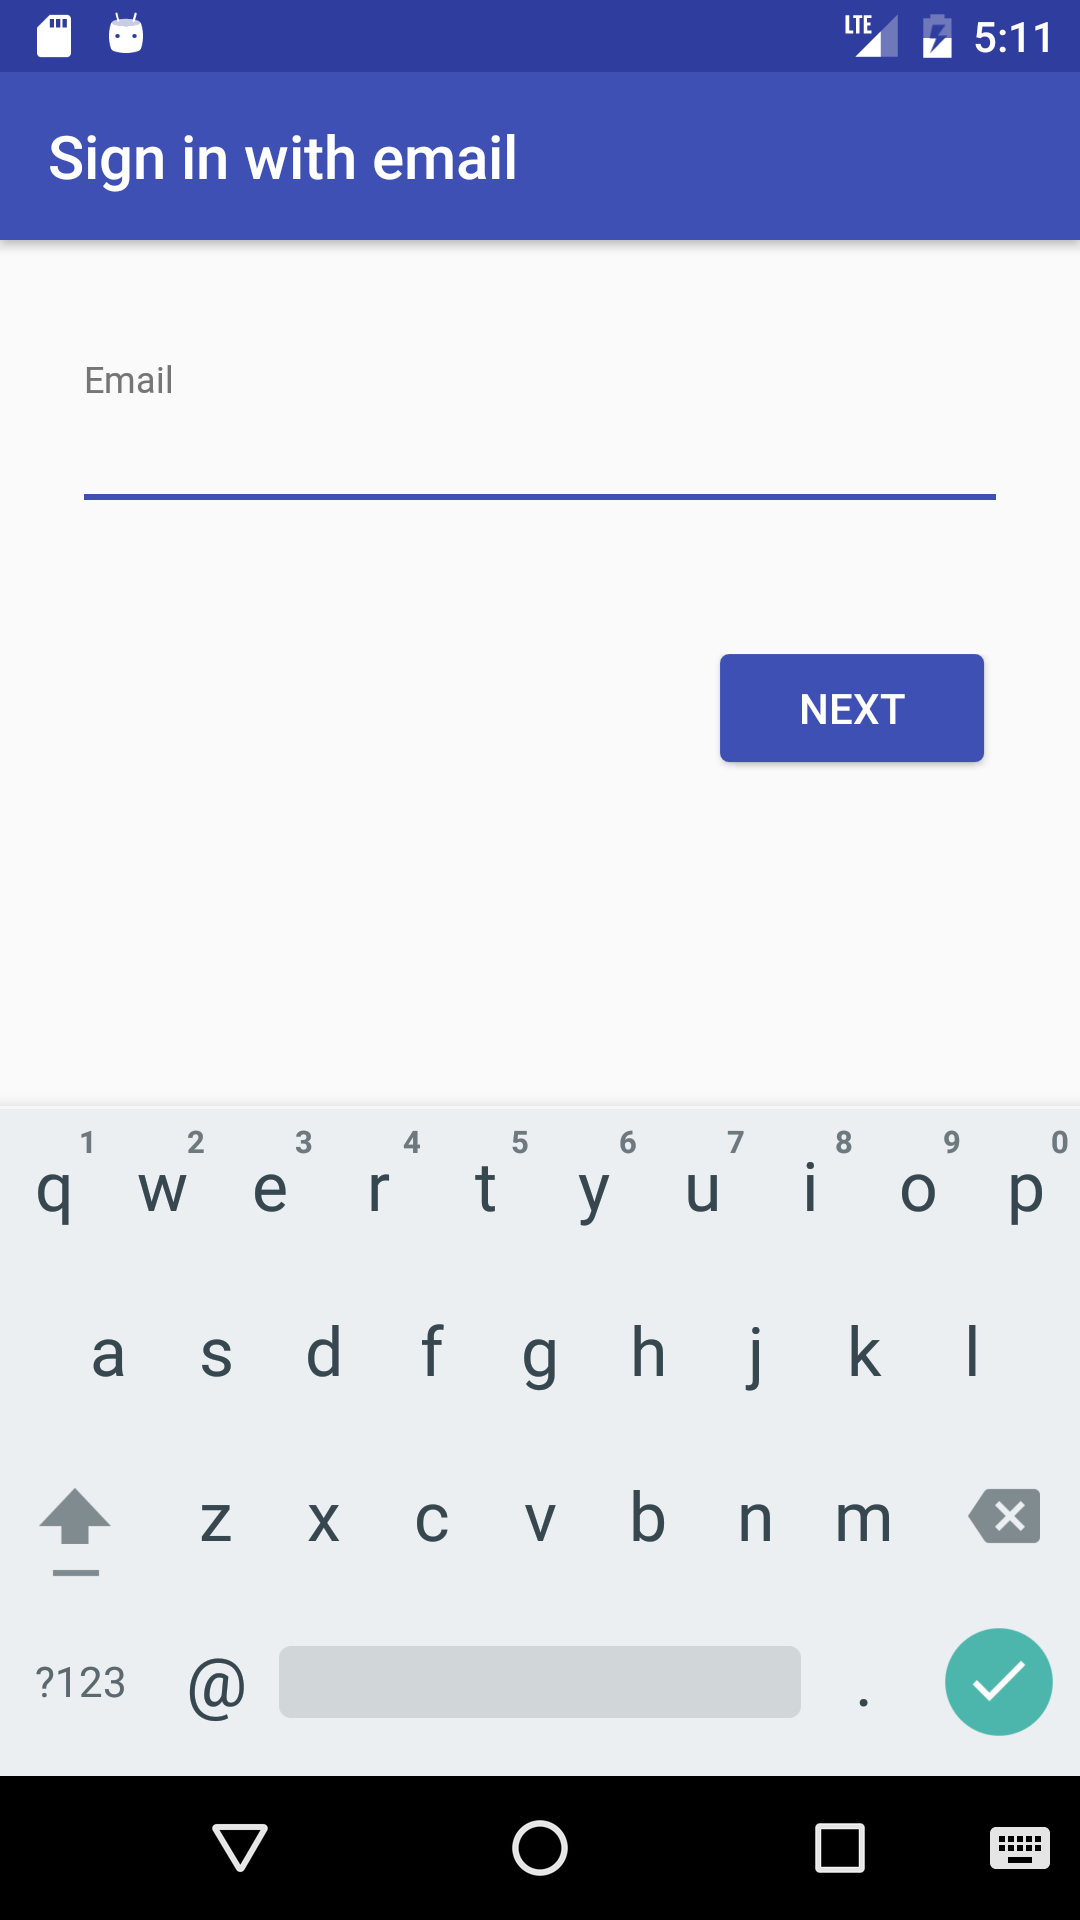 LTE 5:11
Sign in with email
Email
NEXT
1 2 3 4 5 6 7 8 9 0
q w e r t y u i o p
a s d f g h j k l
z x c v b n m
?123 @ .